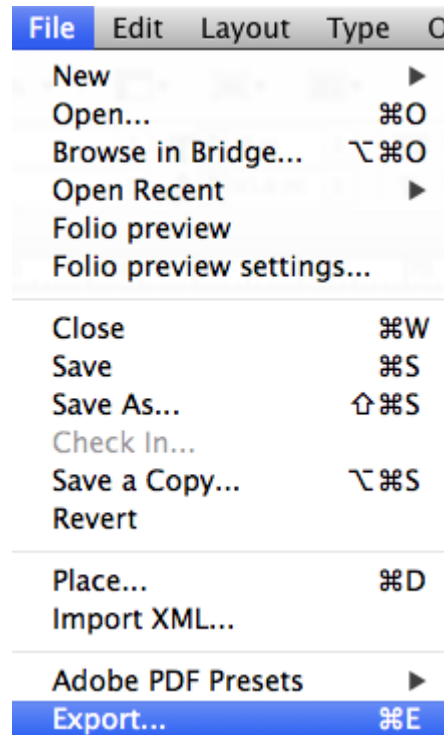 File Edit Layout Type
New ▶
Open... ⌘O
Browse in Bridge... ⌥⌘O
Open Recent ▶
Folio preview
Folio preview settings...
Close ⌘W
Save ⌘S
Save As... ⇧⌘S
Check In...
Save a Copy... ⌥⌘S
Revert
Place... ⌘D
Import XML...
Adobe PDF Presets ▶
Export... ⌘E